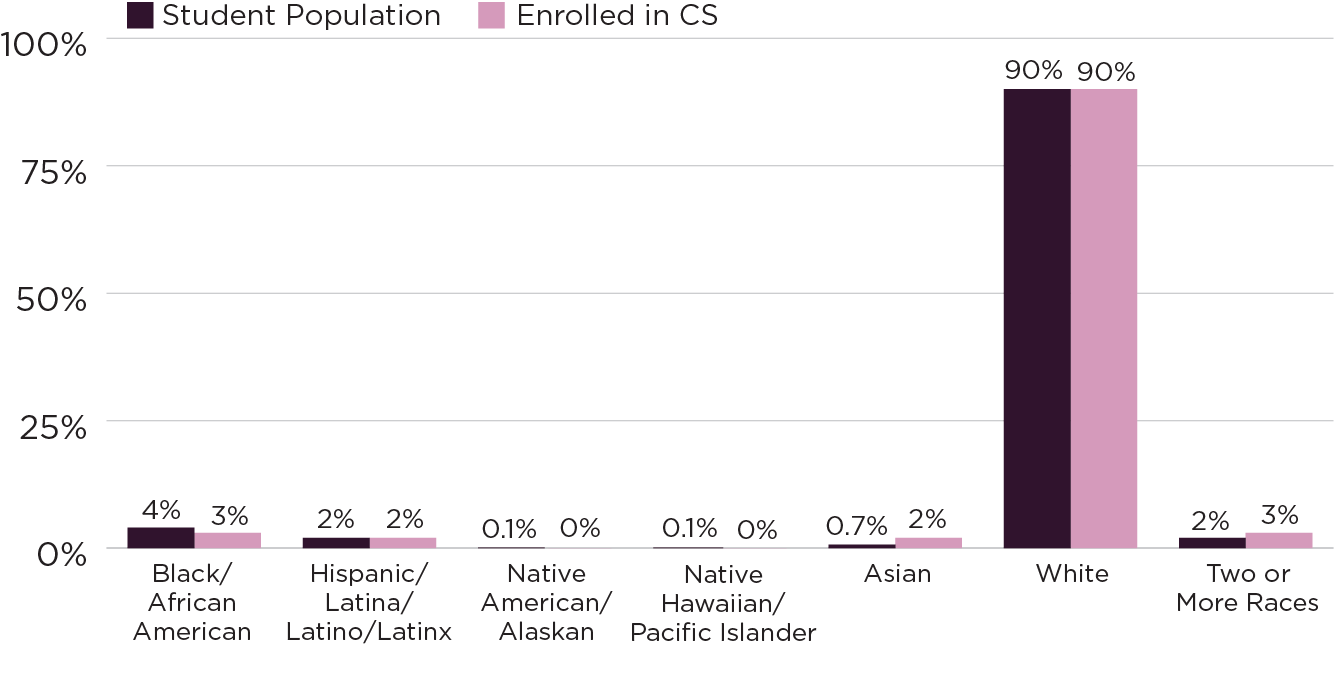 Student Population
Enrolled in CS
100%
75%
50%
25%
0%
4%
3%
2%
2%
0.1%
0%
0.1%
0%
0.7%
2%
90%
90%
2%
3%
Black/
African
American
Hispanic/
Latina/
Latino/Latinx
Native
American/
Alaskan
Native
Hawaiian/
Pacific Islander
Asian
White
Two or
More Races